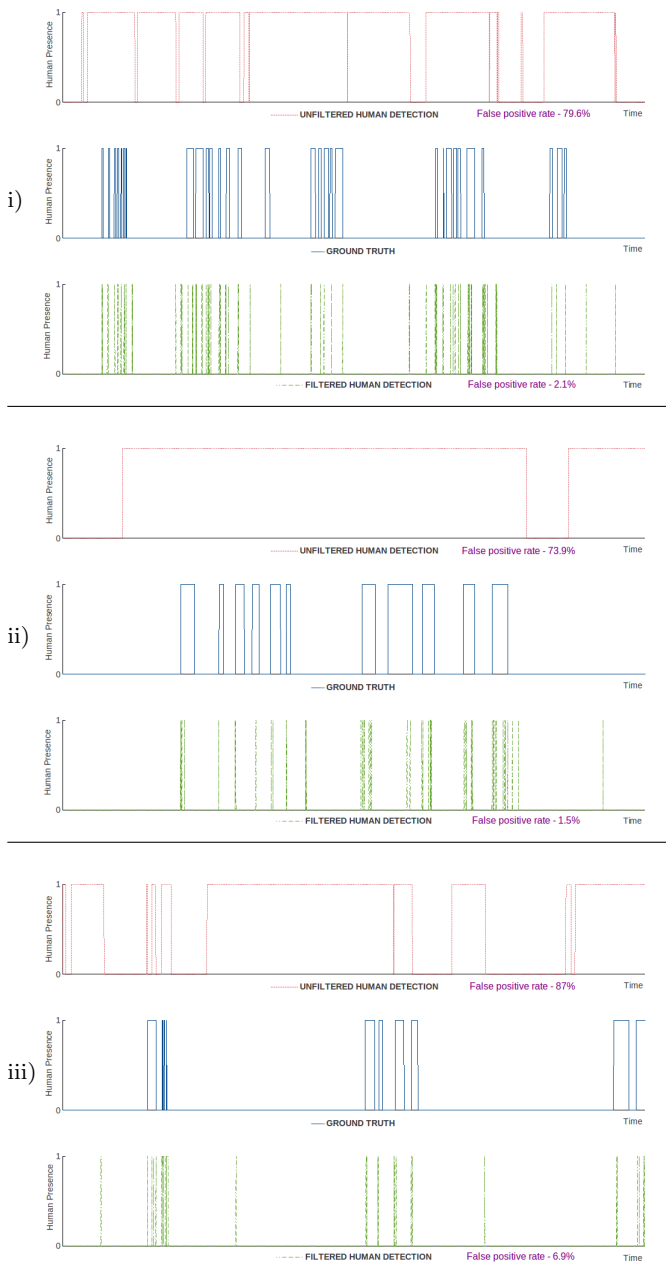 i)
1
Human Presence
0
UNFILTERED HUMAN DETECTION False positive rate - 79.6% Time
1
Human Presence
0
GROUND TRUTH Time
1
Human Presence
0
FILTERED HUMAN DETECTION False positive rate - 2.1% Time
ii)
1
Human Presence
0
UNFILTERED HUMAN DETECTION False positive rate - 73.9% Time
1
Human Presence
0
GROUND TRUTH Time
1
Human Presence
0
FILTERED HUMAN DETECTION False positive rate - 1.5% Time
iii)
1
Human Presence
0
UNFILTERED HUMAN DETECTION False positive rate - 87% Time
1
Human Presence
0
GROUND TRUTH Time
1
Human Presence
0
FILTERED HUMAN DETECTION False positive rate - 6.9% Time